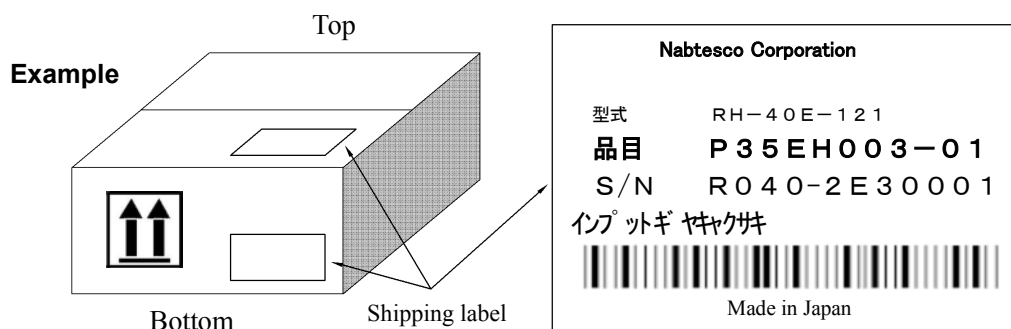 Top
Example
Bottom
Shipping label
Nabtesco Corporation
型式 RH－40E－121
品目 P35EH003－01
S/N R040-2E30001
インプットギヤキャクサキ
Made in Japan